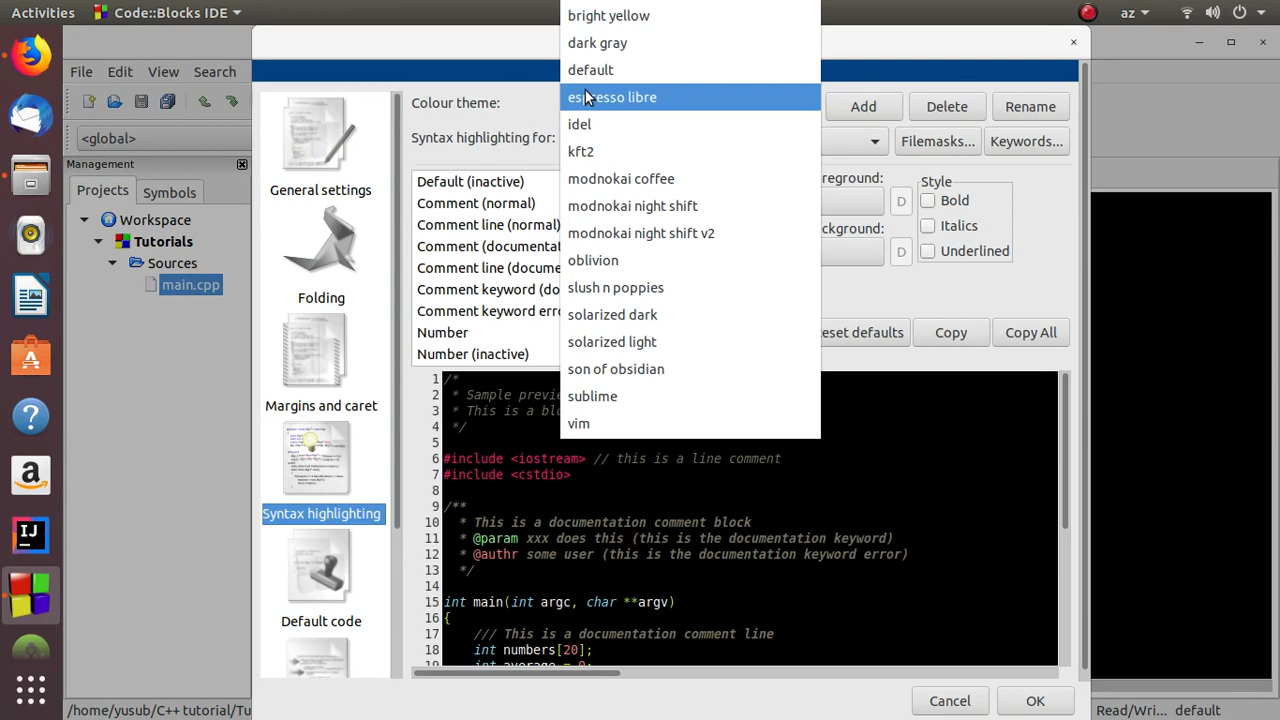 Activities
Code::Blocks IDE
az
File Edit View Search
<global>
Management
Projects
Symbols
Workspace
Tutorials
Sources
main.cpp
General settings
Folding
Margins and caret
Syntax highlighting
Default code
Colour theme:
Syntax highlighting for:
bright yellow
dark gray
default
espresso libre
idel
kft2
modnokai coffee
modnokai night shift
modnokai night shift v2
oblivion
slush n poppies
solarized dark
solarized light
son of obsidian
sublime
vim
Add
Delete
Rename
Filemasks...
Keywords...
Default (inactive)
Comment (normal)
Comment line (normal)
Comment (documentat
Comment line (docume
Comment keyword (do
Comment keyword erro
Number
Number (inactive)
reground:
D
ckground:
D
Style
Bold
Italics
Underlined
eset defaults
Copy
Copy All
1 /*
2 * Sample previe
3 * This is a blo
4 */
5
6 #include <iostream> // this is a line comment
7 #include <cstdio>
8
9 /**
10 * This is a documentation comment block
11 * @param xxx does this (this is the documentation keyword)
12 * @authr some user (this is the documentation keyword error)
13 */
14
15 int main(int argc, char **argv)
16 {
17 /// This is a documentation comment line
18 int numbers[20];
19 int average = 0;
Cancel
OK
/home/yusub/C++ tutorial/Tu
Read/Wri...
default